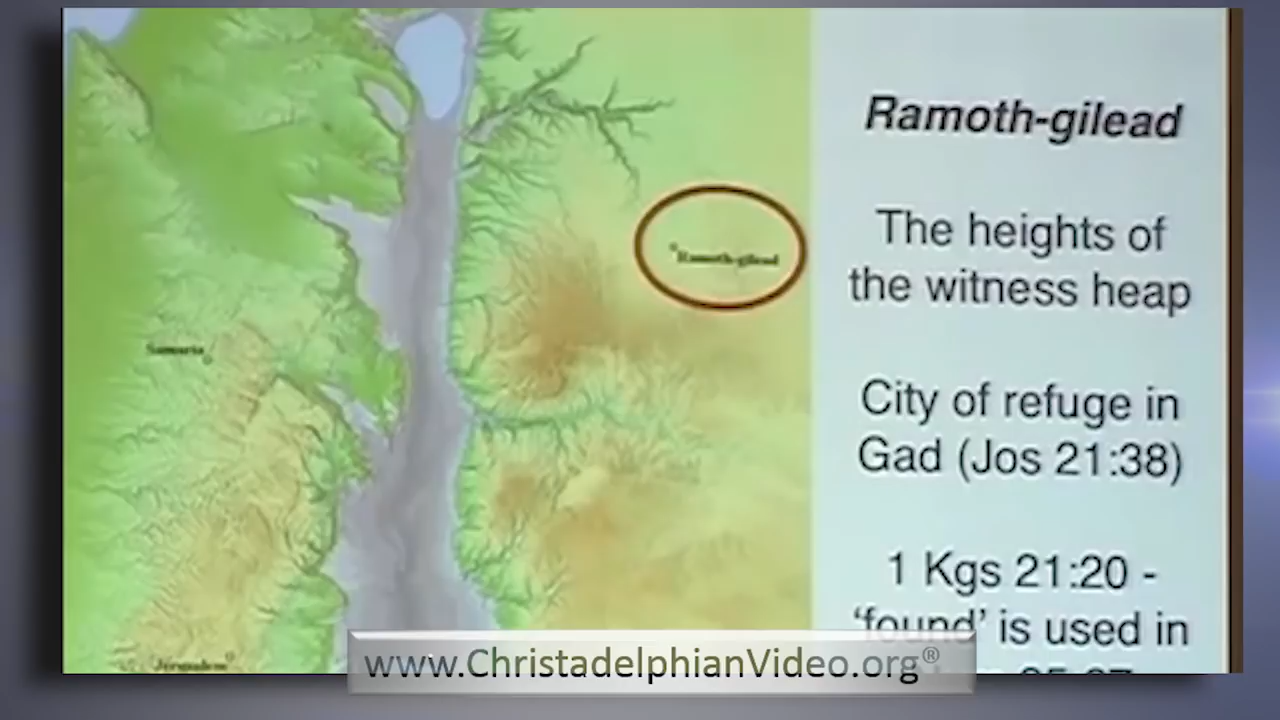 Ramoth-gilead
The heights of
the witness heap
City of refuge in
Gad (Jos 21:38)
1 Kgs 21:20 -
'found' is used in
Ramoth-gilead
Samaria
Jerusalem
www.ChristadelphianVideo.org®